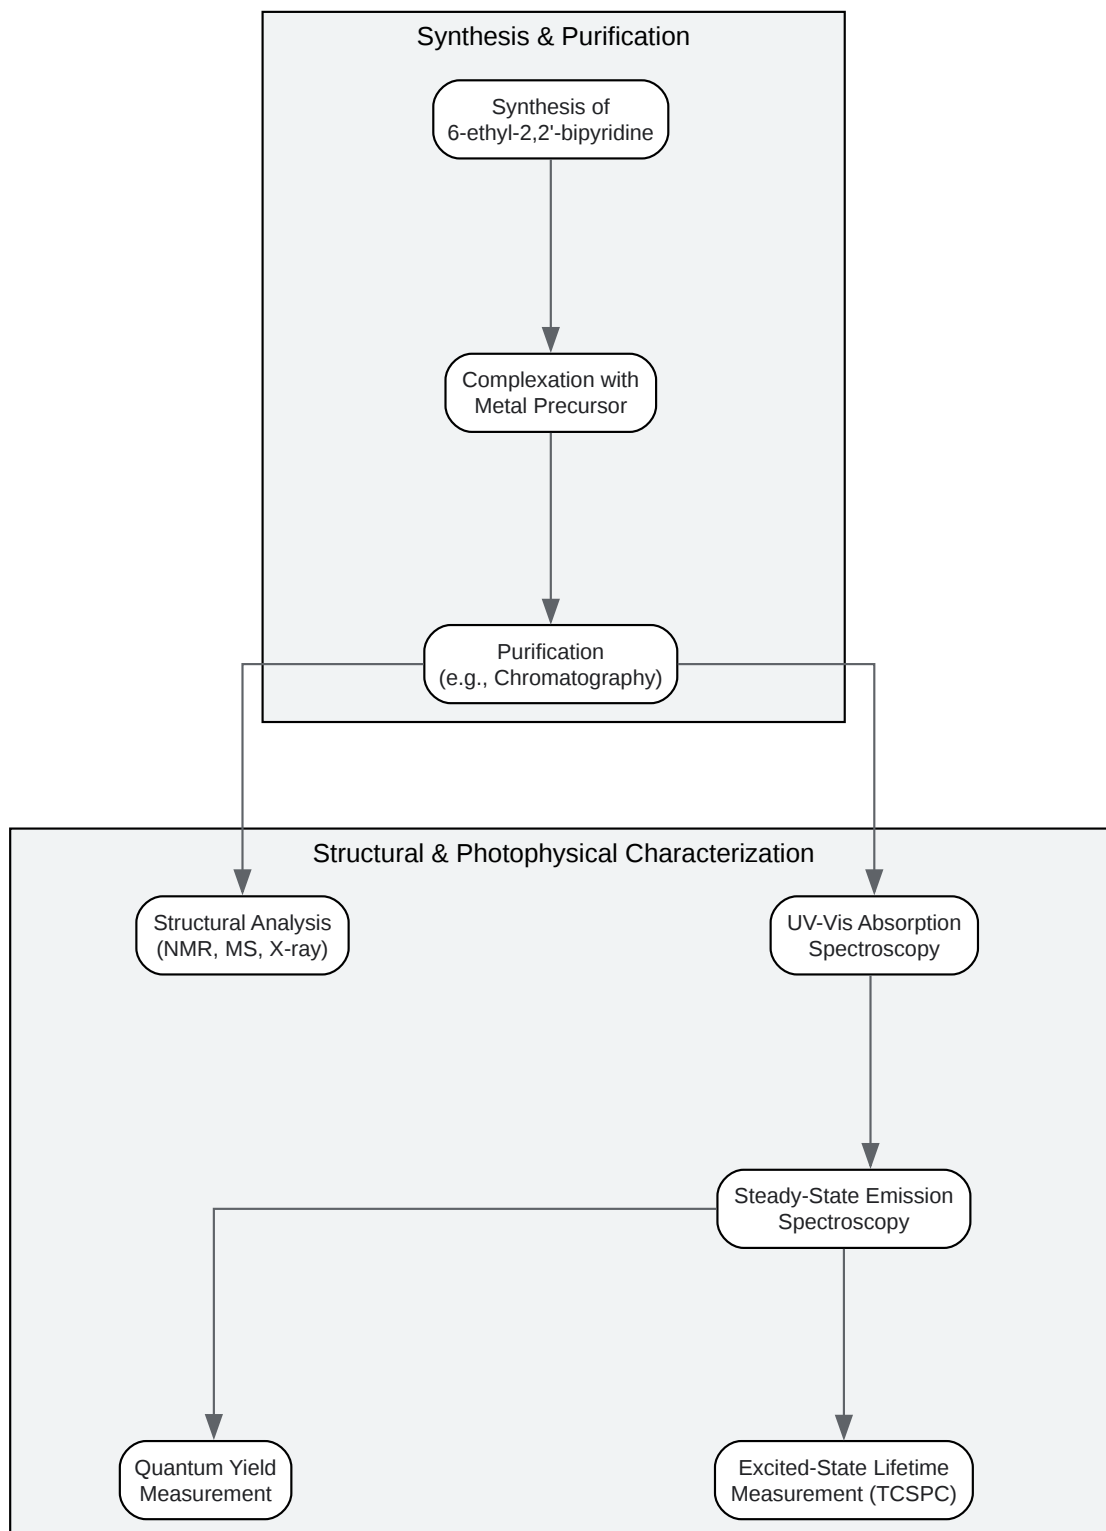 Synthesis & Purification
Synthesis of
6-ethyl-2,2'-bipyridine
Complexation with
Metal Precursor
Purification
(e.g., Chromatography)
Structural & Photophysical Characterization
Structural Analysis
(NMR, MS, X-ray)
UV-Vis Absorption
Spectroscopy
Steady-State Emission
Spectroscopy
Quantum Yield
Measurement
Excited-State Lifetime
Measurement (TCSPC)